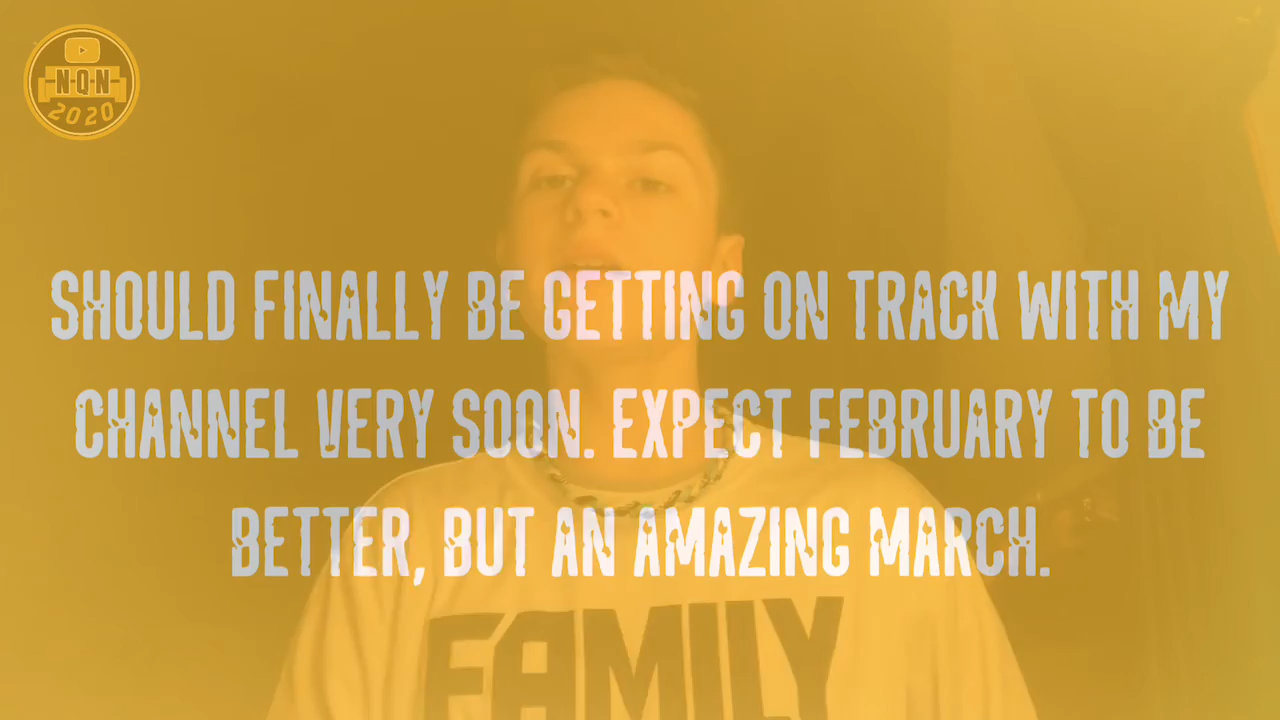 N-Q-N
2020
SHOULD FINALLY BE GETTING ON TRACK WITH MY
CHANNEL VERY SOON. EXPECT FEBRUARY TO BE
BETTER, BUT AN AMAZING MARCH.
FAMILY